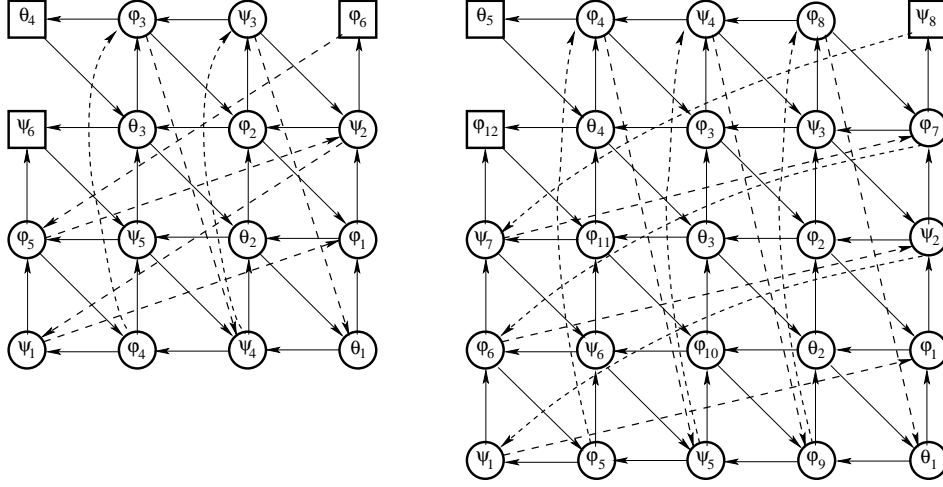 θ4 φ3 ψ3 φ6 θ5 φ4 ψ4 φ8 ψ8
ψ6 θ3 φ2 ψ2 φ12 θ4 φ3 ψ3 φ7
φ5 ψ5 θ2 φ1 ψ7 φ11 θ3 φ2 ψ2
ψ1 φ4 ψ4 θ1 φ6 ψ6 φ10 θ2 φ1
ψ1 φ5 ψ5 φ9 θ1